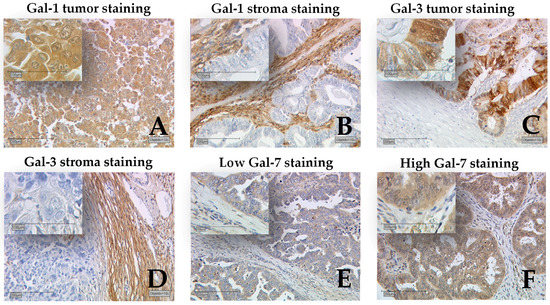 Gal-1 tumor staining
Gal-1 stroma staining
Gal-3 tumor staining
A
B
C
Gal-3 stroma staining
Low Gal-7 staining
High Gal-7 staining
D
E
F